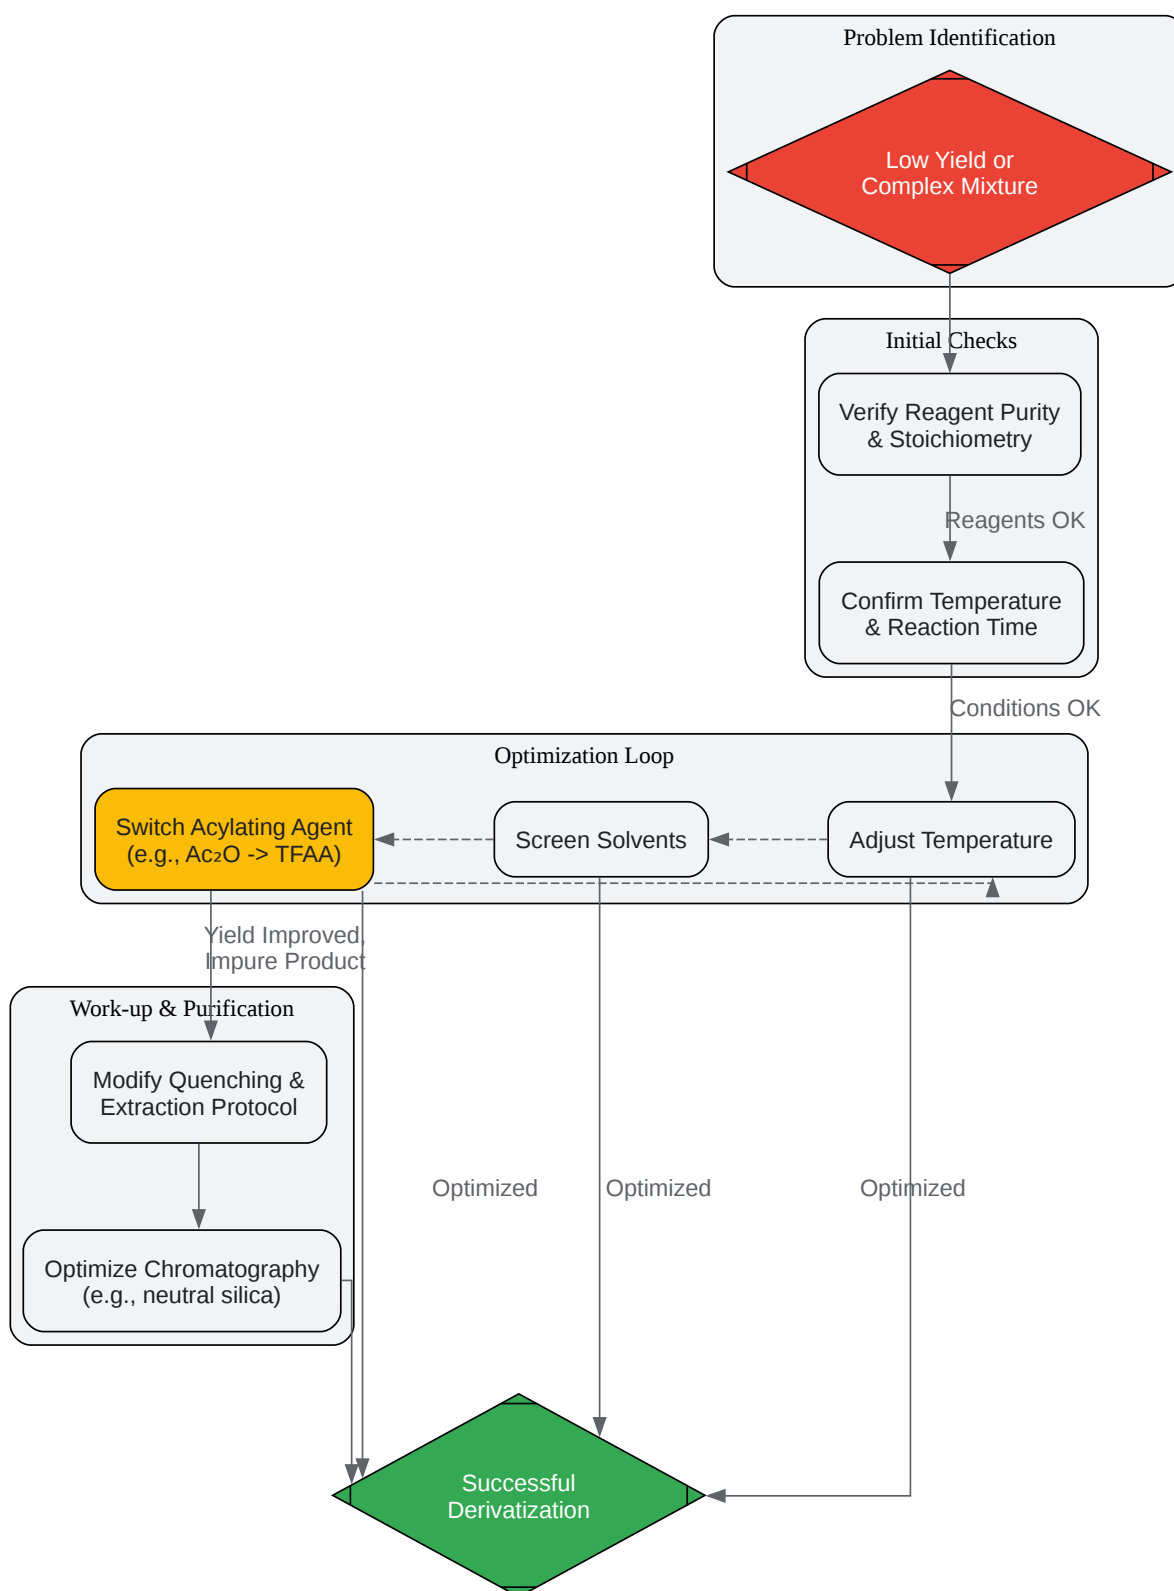 Problem Identification
Low Yield or
Complex Mixture
Initial Checks
Verify Reagent Purity
& Stoichiometry
Reagents OK
Confirm Temperature
& Reaction Time
Conditions OK
Optimization Loop
Switch Acylating Agent
(e.g., Ac₂O -> TFAA)
Screen Solvents
Adjust Temperature
Yield Improved,
Impure Product
Work-up & Purification
Modify Quenching &
Extraction Protocol
Optimized
Optimized
Optimized
Optimize Chromatography
(e.g., neutral silica)
Successful
Derivatization